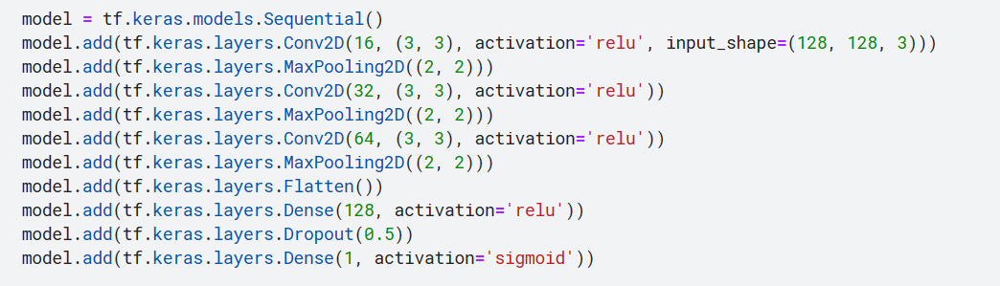 model = tf.keras.models.Sequential()
model.add(tf.keras.layers.Conv2D(16, (3, 3), activation='relu', input_shape=(128, 128, 3)))
model.add(tf.keras.layers.MaxPooling2D((2, 2)))
model.add(tf.keras.layers.Conv2D(32, (3, 3), activation='relu'))
model.add(tf.keras.layers.MaxPooling2D((2, 2)))
model.add(tf.keras.layers.Conv2D(64, (3, 3), activation='relu'))
model.add(tf.keras.layers.MaxPooling2D((2, 2)))
model.add(tf.keras.layers.Flatten())
model.add(tf.keras.layers.Dense(128, activation='relu'))
model.add(tf.keras.layers.Dropout(0.5))
model.add(tf.keras.layers.Dense(1, activation='sigmoid'))